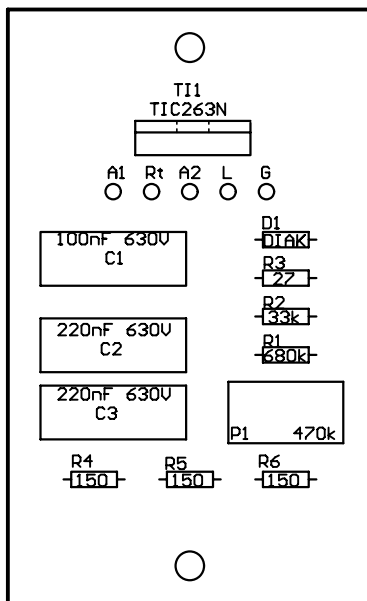 TI1
TIC263N
A1 Rt A2 L G
D1
DIAK
100nF 630V
C1
R3
27
R2
33k
220nF 630V
C2
R1
680k
220nF 630V
C3
P1 470k
R4 R5 R6
150 150 150